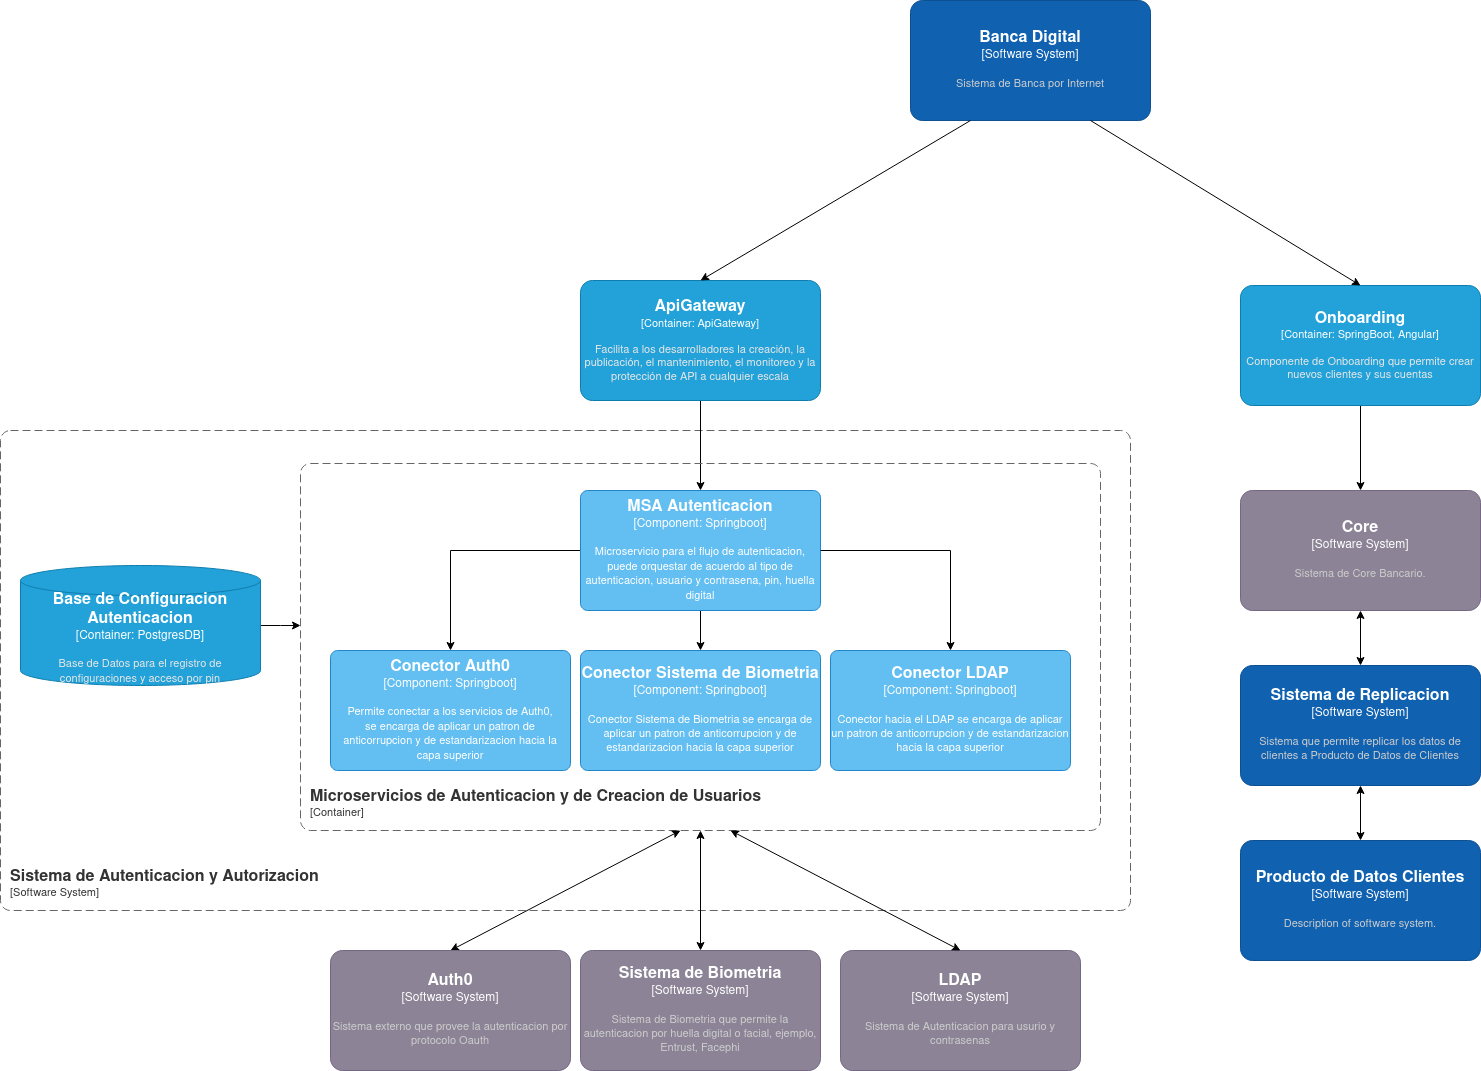 Banca Digital
[Software System]
Sistema de Banca por Internet
ApiGateway
[Container: ApiGateway]
Facilita a los desarrolladores la creación, la
publicación, el mantenimiento, el monitoreo y la
protección de API a cualquier escala
Onboarding
[Container: SpringBoot, Angular]
Componente de Onboarding que permite crear
nuevos clientes y sus cuentas
MSA Autenticacion
[Component: Springboot]
Microservicio para el flujo de autenticacion,
puede orquestar de acuerdo al tipo de
autenticacion, usuario y contrasena, pin, huella
digital
Core
[Software System]
Sistema de Core Bancario.
Base de Configuracion
Autenticacion
[Container: PostgresDB]
Base de Datos para el registro de
configuraciones y acceso por pin
Conector Auth0
[Component: Springboot]
Permite conectar a los servicios de Auth0,
se encarga de aplicar un patron de
anticorrupcion y de estandarizacion hacia la
capa superior
Conector Sistema de Biometria
[Component: Springboot]
Conector Sistema de Biometria se encarga de
aplicar un patron de anticorrupcion y de
estandarizacion hacia la capa superior
Conector LDAP
[Component: Springboot]
Conector hacia el LDAP se encarga de aplicar
un patron de anticorrupcion y de estandarizacion
hacia la capa superior
Sistema de Replicacion
[Software System]
Sistema que permite replicar los datos de
clientes a Producto de Datos de Clientes
Microservicios de Autenticacion y de Creacion de Usuarios
[Container]
Sistema de Autenticacion y Autorizacion
[Software System]
Producto de Datos Clientes
[Software System]
Description of software system.
Auth0
[Software System]
Sistema externo que provee la autenticacion por
protocolo Oauth
Sistema de Biometria
[Software System]
Sistema de Biometria que permite la
autenticacion por huella digital o facial, ejemplo,
Entrust, Facephi
LDAP
[Software System]
Sistema de Autenticacion para usurio y
contrasenas